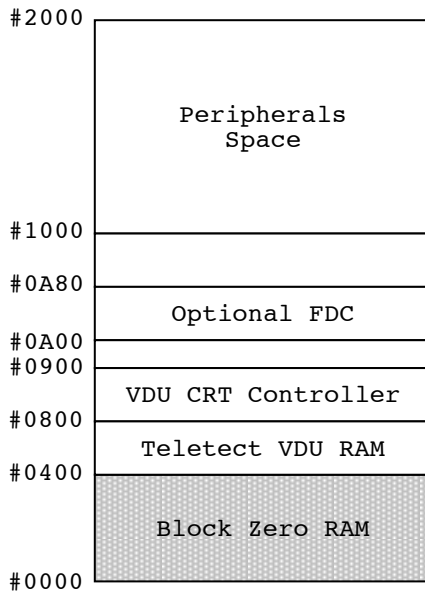 #2000
Peripherals
Space
#1000
#0A80
Optional FDC
#0A00
#0900
VDU CRT Controller
#0800
Teletect VDU RAM
#0400
Block Zero RAM
#0000